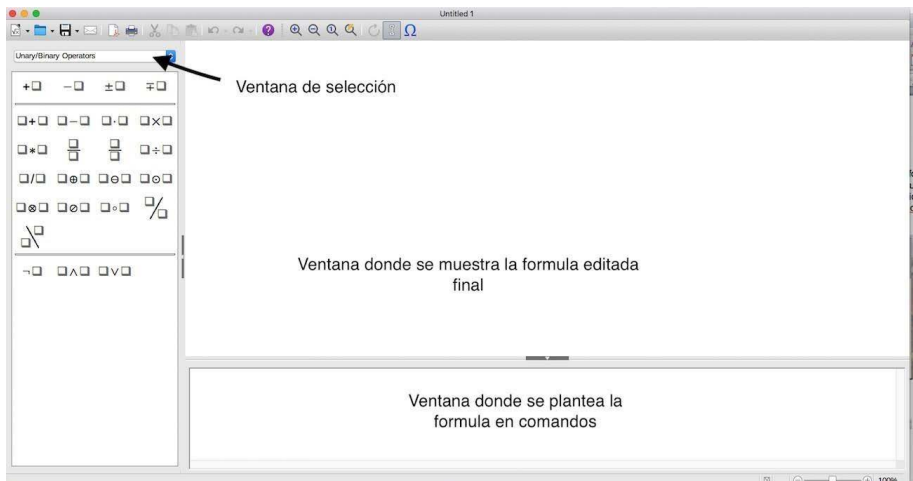 Untitled 1
Unary/Binary Operators
Ventana de selección
+□ −□ ±□ ∓□
□+□ □−□ □·□ □×□
□∗□ □/□ □/□ □÷□
□/□ □⊕□ □⊖□ □⊙□
□⊗□ □⊘□ □∘□ □/□
□\□
¬□ □∧□ □∨□
Ventana donde se muestra la formula editada
final
Ventana donde se plantea la
formula en comandos
100%